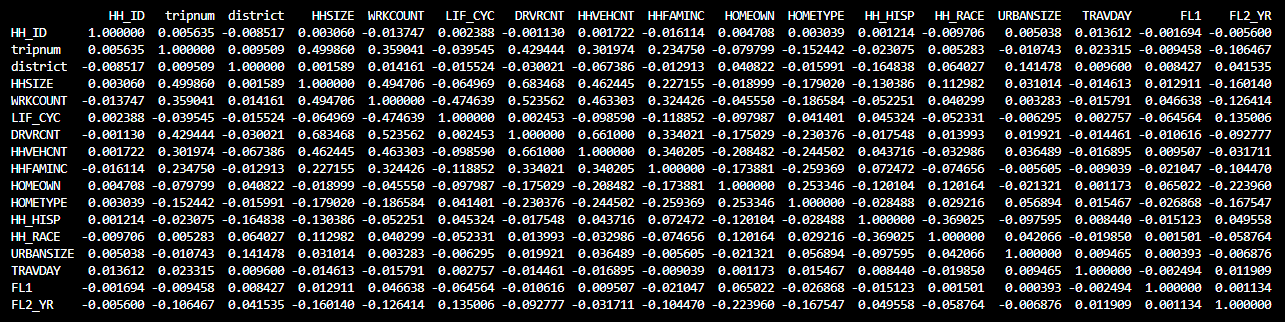 HH_ID tripnum district HHSIZE WRKCOUNT LIF_CYC DRVRCNT HHVEHCNT HHFAMINC HOMEOWN HOMETYPE HH_HISP HH_RACE URBANSIZE TRAVDAY FL1 FL2_YR
HH_ID 1.000000 0.005635 -0.008517 0.003060 -0.013747 0.002388 -0.001130 0.001722 -0.016114 0.004708 0.003039 0.001214 -0.009706 0.005038 0.013612 -0.001694 -0.005600
tripnum 0.005635 1.000000 0.009509 0.499860 0.359041 -0.039545 0.429444 0.301974 0.234750 -0.079799 -0.152442 -0.023075 0.005283 -0.010743 0.023315 -0.009458 -0.106467
district -0.008517 0.009509 1.000000 0.001589 0.014161 -0.015524 -0.030021 -0.067386 -0.012913 0.040822 -0.015991 -0.164838 0.064027 0.141478 0.009600 0.008427 0.041535
HHSIZE 0.003060 0.499860 0.001589 1.000000 0.494706 -0.064969 0.683468 0.462445 0.227155 -0.018999 -0.179020 -0.130386 0.112982 0.031014 -0.014613 0.012911 -0.160140
WRKCOUNT -0.013747 0.359041 0.014161 0.494706 1.000000 -0.474639 0.523562 0.463303 0.324426 -0.045550 -0.186584 -0.052251 0.040299 0.003283 -0.015791 0.046638 -0.126414
LIF_CYC 0.002388 -0.039545 -0.015524 -0.064969 -0.474639 1.000000 0.002453 -0.098590 -0.118852 -0.097987 0.041401 0.045324 -0.052331 -0.006295 0.002757 -0.064564 0.135006
DRVRCNT -0.001130 0.429444 -0.030021 0.683468 0.523562 0.002453 1.000000 0.661000 0.334021 -0.175029 -0.230376 -0.017548 0.013993 0.019921 -0.014461 -0.010616 -0.092777
HHVEHCNT 0.001722 0.301974 -0.067386 0.462445 0.463303 -0.098590 0.661000 1.000000 0.340205 -0.208482 -0.244502 0.043716 -0.032986 0.036489 -0.016895 0.009507 -0.031711
HHFAMINC -0.016114 0.234750 -0.012913 0.227155 0.324426 -0.118852 0.334021 0.340205 1.000000 -0.173881 -0.259369 0.072472 -0.074656 -0.005605 -0.009039 -0.021047 -0.104470
HOMEOWN 0.004708 -0.079799 0.040822 -0.018999 -0.045550 -0.097987 -0.175029 -0.208482 -0.173881 1.000000 0.253346 -0.120104 0.120164 -0.021321 0.001173 0.065022 -0.223960
HOMETYPE 0.003039 -0.152442 -0.015991 -0.179020 -0.186584 0.041401 -0.230376 -0.244502 -0.259369 0.253346 1.000000 -0.028488 0.029216 0.056894 0.015467 -0.026868 -0.167547
HH_HISP 0.001214 -0.023075 -0.164838 -0.130386 -0.052251 0.045324 -0.017548 0.043716 0.072472 -0.120104 -0.028488 1.000000 -0.369025 -0.097595 0.008440 -0.015123 0.049558
HH_RACE -0.009706 0.005283 0.064027 0.112982 0.040299 -0.052331 0.013993 -0.032986 -0.074656 0.120164 0.029216 -0.369025 1.000000 0.042066 -0.019850 0.001501 -0.058764
URBANSIZE 0.005038 -0.010743 0.141478 0.031014 0.003283 -0.006295 0.019921 0.036489 -0.005605 -0.021321 0.056894 -0.097595 0.042066 1.000000 0.009465 0.000393 -0.006876
TRAVDAY 0.013612 0.023315 0.009600 -0.014613 -0.015791 0.002757 -0.014461 -0.016895 -0.009039 0.001173 0.015467 0.008440 -0.019850 0.009465 1.000000 -0.002494 0.011909
FL1 -0.001694 -0.009458 0.008427 0.012911 0.046638 -0.064564 -0.010616 0.009507 -0.021047 0.065022 -0.026868 -0.015123 0.001501 0.000393 -0.002494 1.000000 0.001134
FL2_YR -0.005600 -0.106467 0.041535 -0.160140 -0.126414 0.135006 -0.092777 -0.031711 -0.104470 -0.223960 -0.167547 0.049558 -0.058764 -0.006876 0.011909 0.001134 1.000000